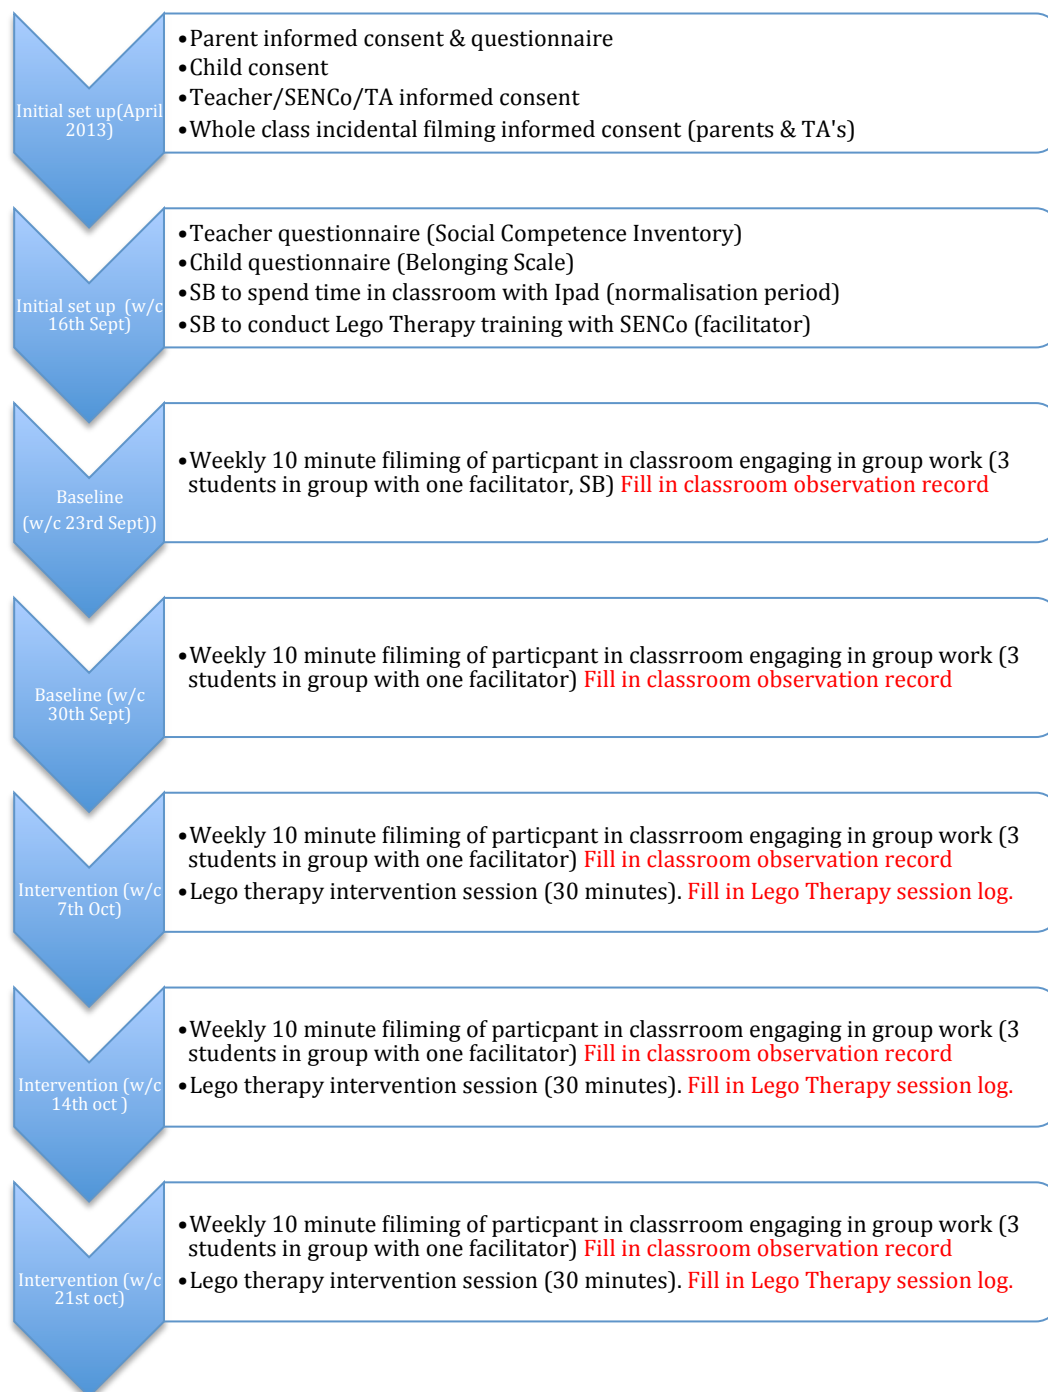 Initial set up(April
2013)
•Parent informed consent & questionnaire
•Child consent
•Teacher/SENCo/TA informed consent
•Whole class incidental filming informed consent (parents & TA's)
Initial set up (w/c
16th Sept)
•Teacher questionnaire (Social Competence Inventory)
•Child questionnaire (Belonging Scale)
•SB to spend time in classroom with Ipad (normalisation period)
•SB to conduct Lego Therapy training with SENCo (facilitator)
Baseline
(w/c 23rd Sept))
•Weekly 10 minute filiming of particpant in classroom engaging in group work (3
students in group with one facilitator, SB) Fill in classroom observation record
Baseline (w/c
30th Sept)
•Weekly 10 minute filiming of particpant in classrroom engaging in group work (3
students in group with one facilitator) Fill in classroom observation record
Intervention (w/c
7th Oct)
•Weekly 10 minute filiming of particpant in classrroom engaging in group work (3
students in group with one facilitator) Fill in classroom observation record
•Lego therapy intervention session (30 minutes). Fill in Lego Therapy session log.
Intervention (w/c
14th oct )
•Weekly 10 minute filiming of particpant in classrroom engaging in group work (3
students in group with one facilitator) Fill in classroom observation record
•Lego therapy intervention session (30 minutes). Fill in Lego Therapy session log.
Intervention (w/c
21st oct)
•Weekly 10 minute filiming of particpant in classrroom engaging in group work (3
students in group with one facilitator) Fill in classroom observation record
•Lego therapy intervention session (30 minutes). Fill in Lego Therapy session log.